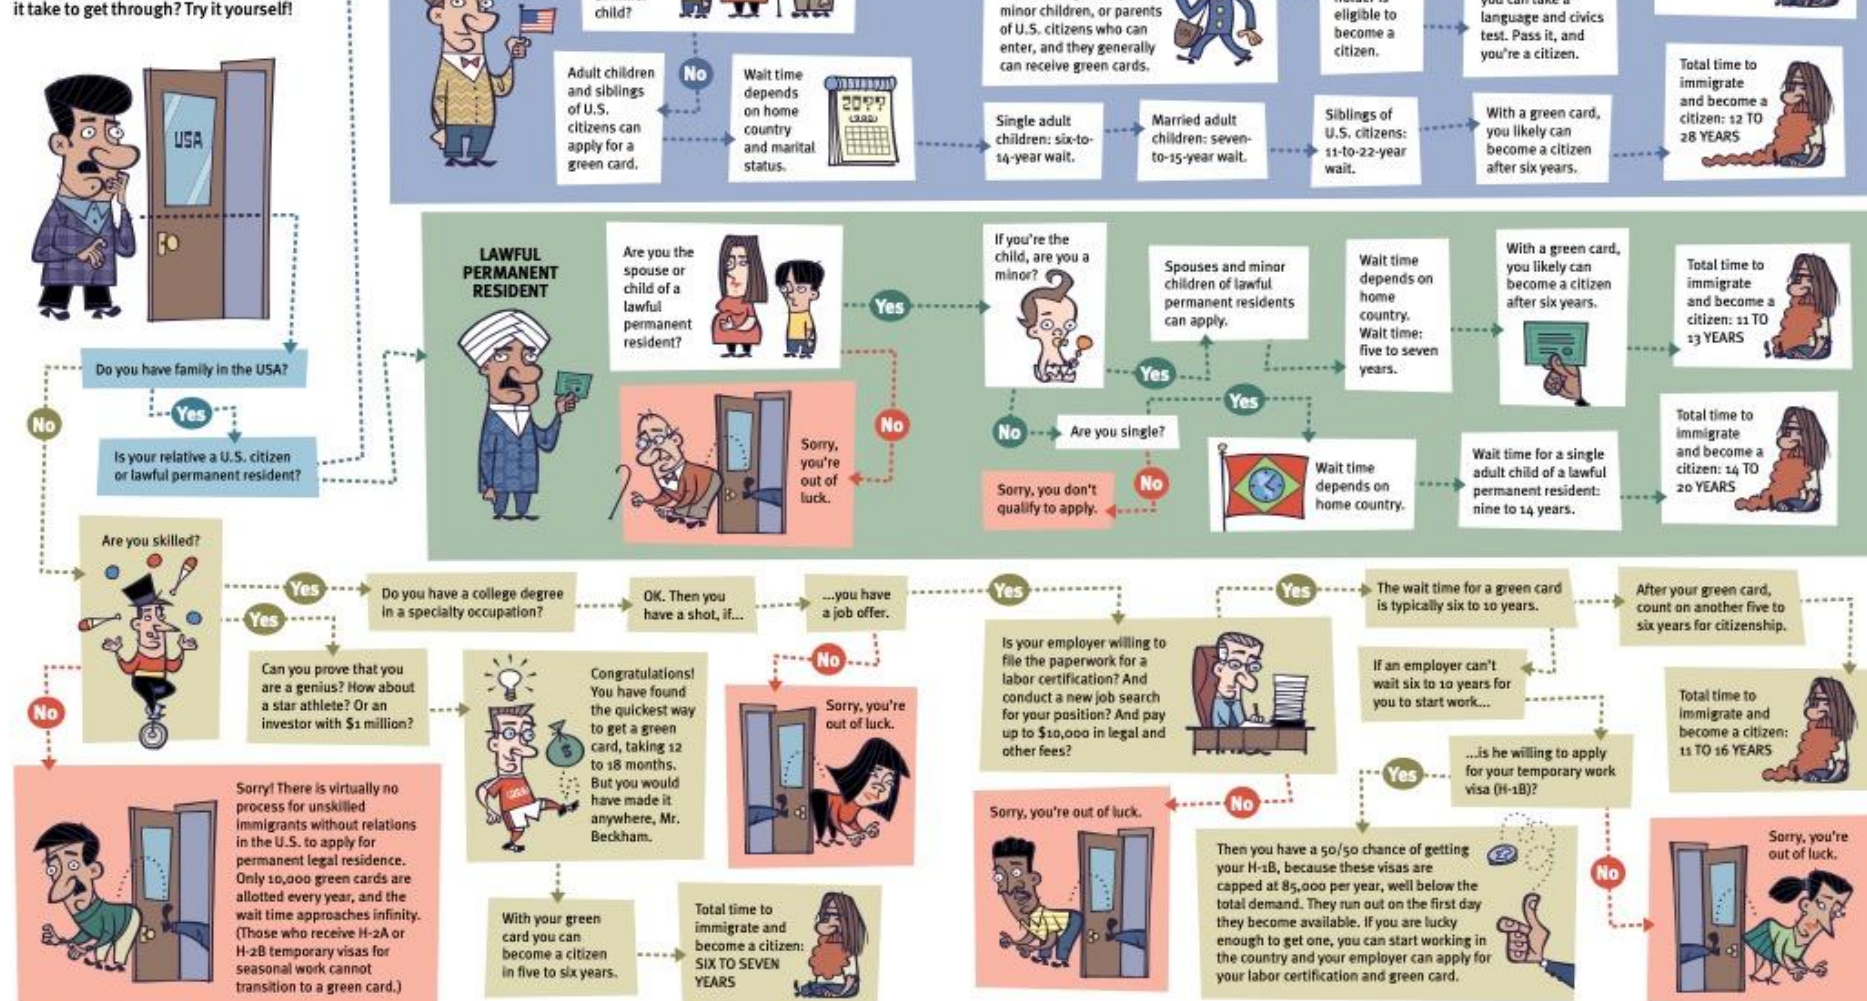 it take to get through? Try it yourself!
USA
Do you have family in the USA?
No
Yes
Is your relative a U.S. citizen
or lawful permanent resident?
child?
No
Adult children
and siblings
of U.S.
citizens can
apply for a
green card.
Wait time
depends
on home
country
and marital
status.
20??
minor children, or parents
of U.S. citizens who can
enter, and they generally
can receive green cards.
eligible to
become a
citizen.
you can take a
language and civics
test. Pass it, and
you're a citizen.
Single adult
children: six-to-
14-year wait.
Married adult
children: seven-
to-15-year wait.
Siblings of
U.S. citizens:
11-to-22-year
wait.
With a green card,
you likely can
become a citizen
after six years.
Total time to
immigrate
and become a
citizen: 12 TO
28 YEARS
LAWFUL
PERMANENT
RESIDENT
Are you the
spouse or
child of a
lawful
permanent
resident?
Yes
No
Sorry,
you're
out of
luck.
If you're the
child, are you a
minor?
Yes
Spouses and minor
children of lawful
permanent residents
can apply.
Wait time
depends on
home
country.
Wait time:
five to seven
years.
With a green card,
you likely can
become a citizen
after six years.
Total time to
immigrate
and become a
citizen: 11 TO
13 YEARS
No
Are you single?
Yes
No
Sorry, you don't
qualify to apply.
Wait time
depends on
home country.
Wait time for a single
adult child of a lawful
permanent resident:
nine to 14 years.
Total time to
immigrate
and become a
citizen: 14 TO
20 YEARS
Are you skilled?
Yes
Do you have a college degree
in a specialty occupation?
OK. Then you
have a shot, if...
...you have
a job offer.
Yes
No
Sorry, you're
out of luck.
Yes
Can you prove that you
are a genius? How about
a star athlete? Or an
investor with $1 million?
Congratulations!
You have found
the quickest way
to get a green
card, taking 12
to 18 months.
But you would
have made it
anywhere, Mr.
Beckham.
With your green
card you can
become a citizen
in five to six years.
Total time to
immigrate and
become a citizen:
SIX TO SEVEN
YEARS
No
Sorry! There is virtually no
process for unskilled
immigrants without relations
in the U.S. to apply for
permanent legal residence.
Only 10,000 green cards are
allotted every year, and the
wait time approaches infinity.
(Those who receive H-2A or
H-2B temporary visas for
seasonal work cannot
transition to a green card.)
Is your employer willing to
file the paperwork for a
labor certification? And
conduct a new job search
for your position? And pay
up to $10,000 in legal and
other fees?
Yes
No
Sorry, you're out of luck.
The wait time for a green card
is typically six to 10 years.
After your green card,
count on another five to
six years for citizenship.
Total time to
immigrate and
become a citizen:
11 TO 16 YEARS
If an employer can't
wait six to 10 years for
you to start work...
...is he willing to apply
for your temporary work
visa (H-1B)?
Yes
Then you have a 50/50 chance of getting
your H-1B, because these visas are
capped at 85,000 per year, well below the
total demand. They run out on the first day
they become available. If you are lucky
enough to get one, you can start working in
the country and your employer can apply for
your labor certification and green card.
No
Sorry, you're
out of luck.